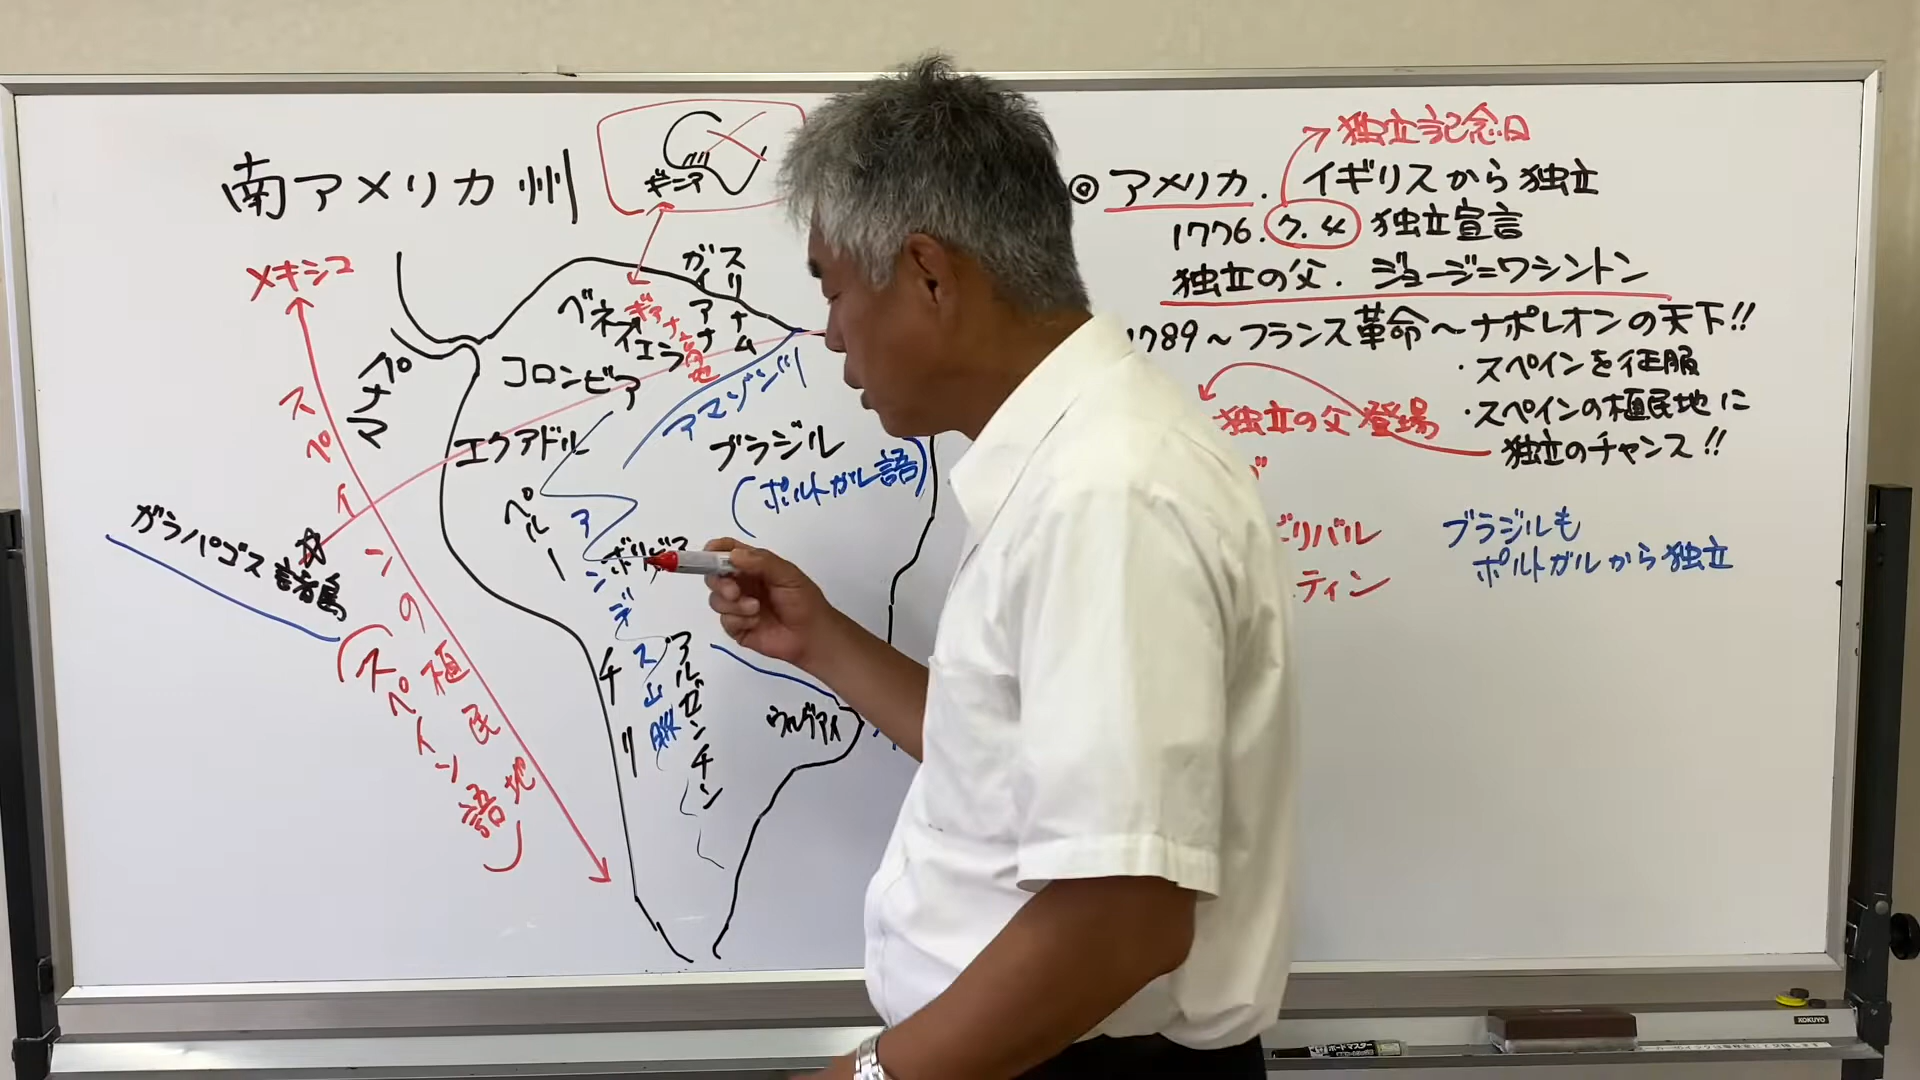 南アメリカ州
ギニア
メキシコ
スペインの植民地
(スペイン語)
パナマ
ガラパゴス諸島
ベネズエラ
ガイアナ
スリナム
ギアナ高地
コロンビア
アマゾン川
エクアドル
ブラジル
(ポルトガル語)
ペルー
ボリビア
アンデス山脈
チリ
アルゼンチン
ウルグアイ
独立記念日
◎アメリカ. イギリスから独立
1776.7.4 独立宣言
独立の父. ジョージ=ワシントン
1789~フランス革命~ナポレオンの天下!!
・スペインを征服
・スペインの植民地に
独立のチャンス!!
独立の父 登場
リバル
ティン
ブラジルも
ポルトガルから独立
KOKUYO
ボードマスター